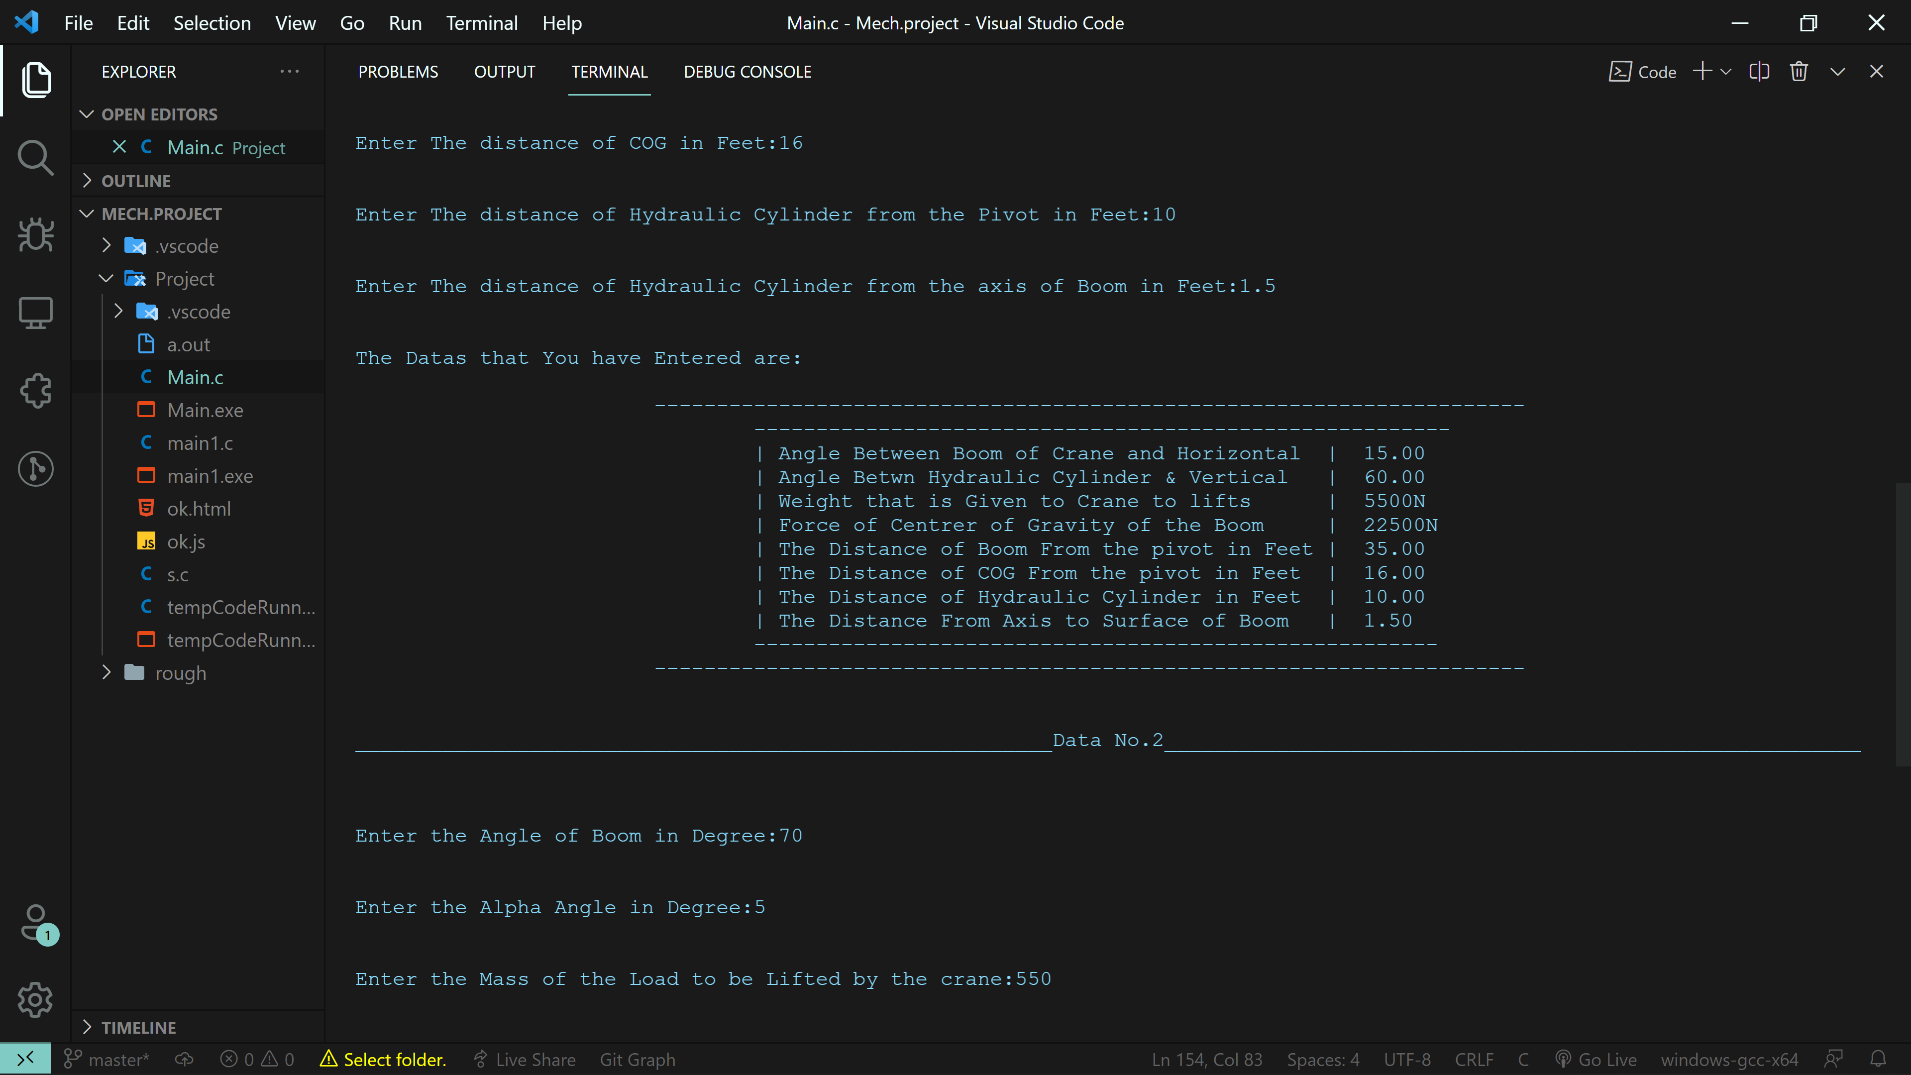 File Edit Selection View Go Run Terminal Help
Main.c - Mech.project - Visual Studio Code
EXPLORER
OPEN EDITORS
Main.c Project
OUTLINE
MECH.PROJECT
.vscode
Project
.vscode
a.out
Main.c
Main.exe
main1.c
main1.exe
ok.html
JS ok.js
s.c
tempCodeRunn...
tempCodeRunn...
rough
1
TIMELINE
PROBLEMS OUTPUT TERMINAL DEBUG CONSOLE
Code
Enter The distance of COG in Feet:16
Enter The distance of Hydraulic Cylinder from the Pivot in Feet:10
Enter The distance of Hydraulic Cylinder from the axis of Boom in Feet:1.5
The Datas that You have Entered are:
----------------------------------------------------------------------
--------------------------------------------------------
| Angle Between Boom of Crane and Horizontal | 15.00
| Angle Betwn Hydraulic Cylinder & Vertical | 60.00
| Weight that is Given to Crane to lifts | 5500N
| Force of Centrer of Gravity of the Boom | 22500N
| The Distance of Boom From the pivot in Feet | 35.00
| The Distance of COG From the pivot in Feet | 16.00
| The Distance of Hydraulic Cylinder in Feet | 10.00
| The Distance From Axis to Surface of Boom | 1.50
-------------------------------------------------------
----------------------------------------------------------------------
________________________________________________________Data No.2________________________________________________________
Enter the Angle of Boom in Degree:70
Enter the Alpha Angle in Degree:5
Enter the Mass of the Load to be Lifted by the crane:550
master* 0 0 Select folder. Live Share Git Graph Ln 154, Col 83 Spaces: 4 UTF-8 CRLF C Go Live windows-gcc-x64